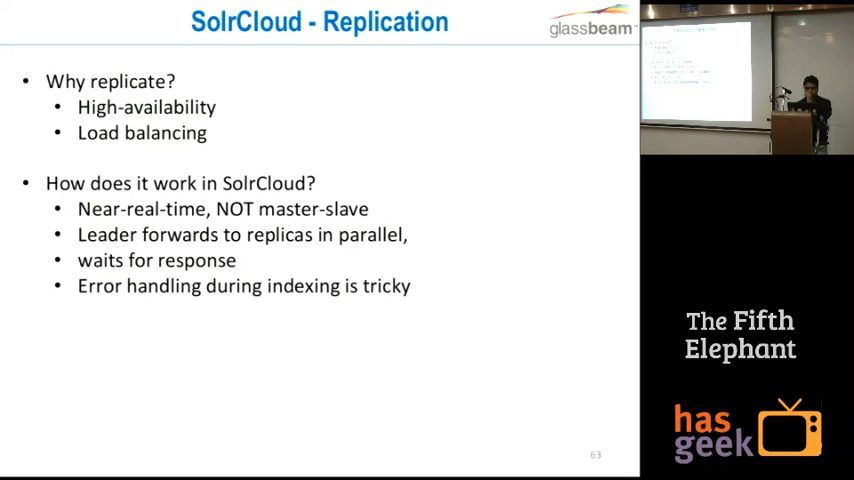 SolrCloud - Replication
glassbeam
Why replicate?
High-availability
Load balancing
How does it work in SolrCloud?
Near-real-time, NOT master-slave
Leader forwards to replicas in parallel,
waits for response
Error handling during indexing is tricky
63
The Fifth
Elephant
has
geek